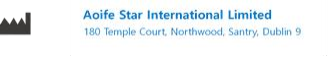 Aoife Star International Limited
180 Temple Court, Northwood, Santry, Dublin 9